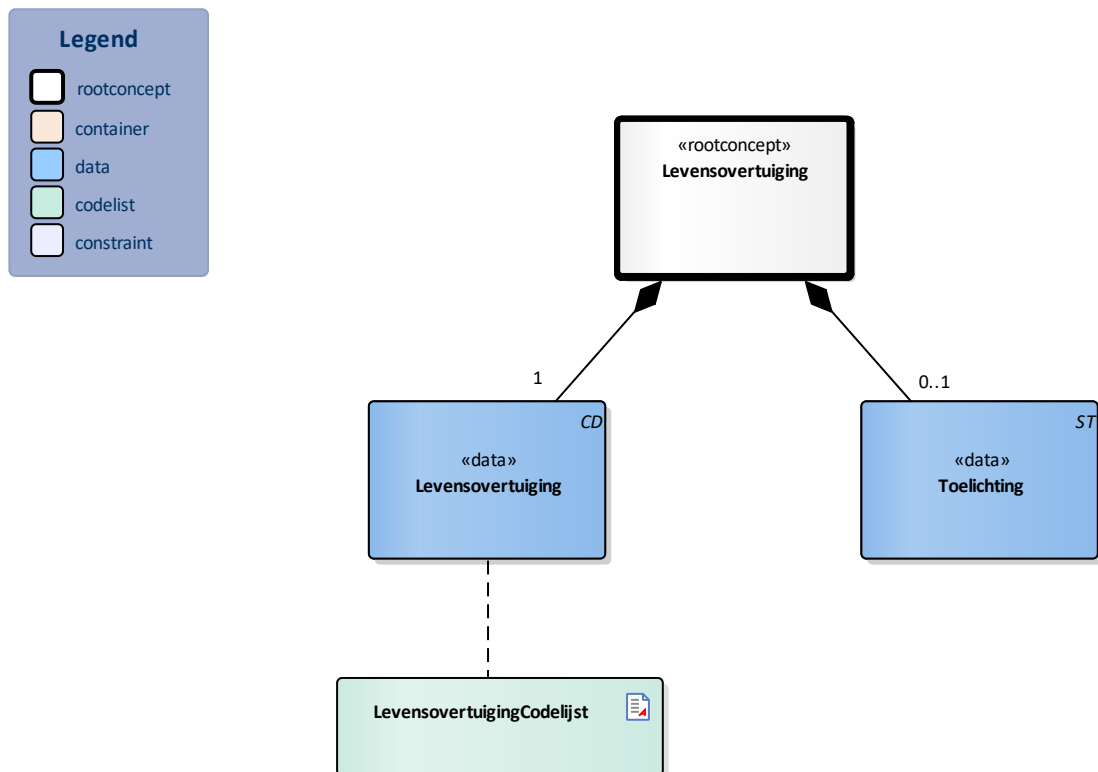 Legend
rootconcept
container
data
codelist
constraint
«rootconcept»
Levensovertuiging
1
0..1
CD
«data»
Levensovertuiging
ST
«data»
Toelichting
LevensovertuigingCodelijst